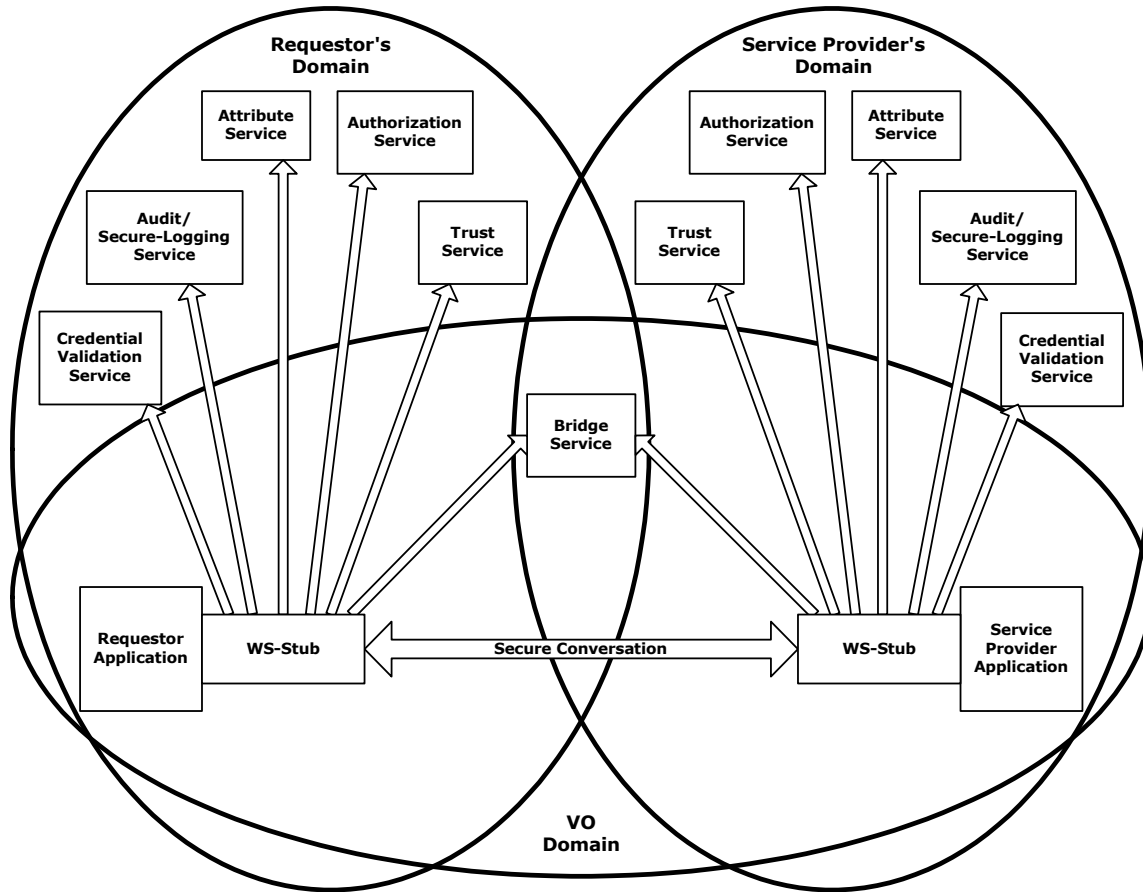 Requestor's
Domain
Service Provider's
Domain
Attribute
Service
Authorization
Service
Authorization
Service
Attribute
Service
Audit/
Secure-Logging
Service
Trust
Service
Trust
Service
Audit/
Secure-Logging
Service
Credential
Validation
Service
Credential
Validation
Service
Bridge
Service
Requestor
Application
WS-Stub
Secure Conversation
WS-Stub
Service
Provider
Application
VO
Domain